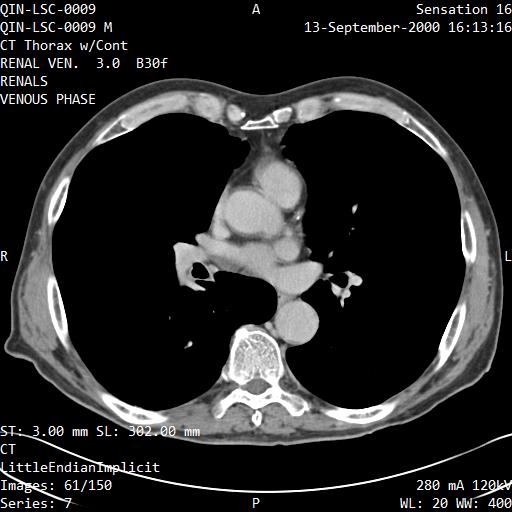 QIN-LSC-0009
A
Sensation 16
QIN-LSC-0009 M
13-September-2000 16:13:16
CT Thorax w/Cont
RENAL VEN.  3.0  B30f
RENALS
VENOUS PHASE
R
L
ST: 3.00 mm SL: 302.00 mm
CT
LittleEndianImplicit
Images: 61/150
280 mA 120kV
Series: 7
P
WL: 20 WW: 400